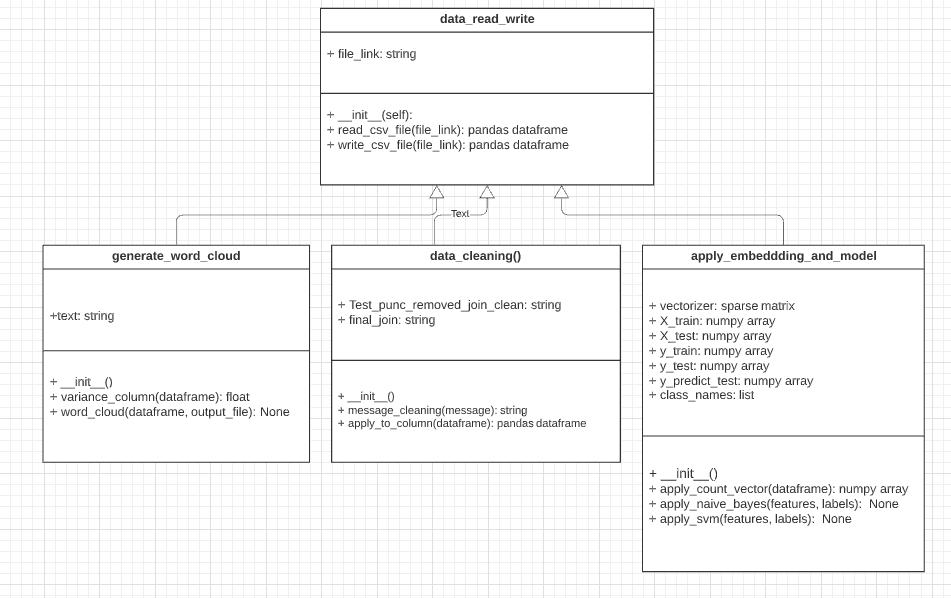 data_read_write
+ file_link: string
+ __init__(self):
+ read_csv_file(file_link): pandas dataframe
+ write_csv_file(file_link): pandas dataframe
Text
generate_word_cloud
+text: string
+ __init__()
+ variance_column(dataframe): float
+ word_cloud(dataframe, output_file): None
data_cleaning()
+ Test_punc_removed_join_clean: string
+ final_join: string
+ __init__()
+ message_cleaning(message): string
+ apply_to_column(dataframe): pandas dataframe
apply_embeddding_and_model
+ vectorizer: sparse matrix
+ X_train: numpy array
+ X_test: numpy array
+ y_train: numpy array
+ y_test: numpy array
+ y_predict_test: numpy array
+ class_names: list
+ __init__()
+ apply_count_vector(dataframe): numpy array
+ apply_naive_bayes(features, labels):  None
+ apply_svm(features, labels):  None